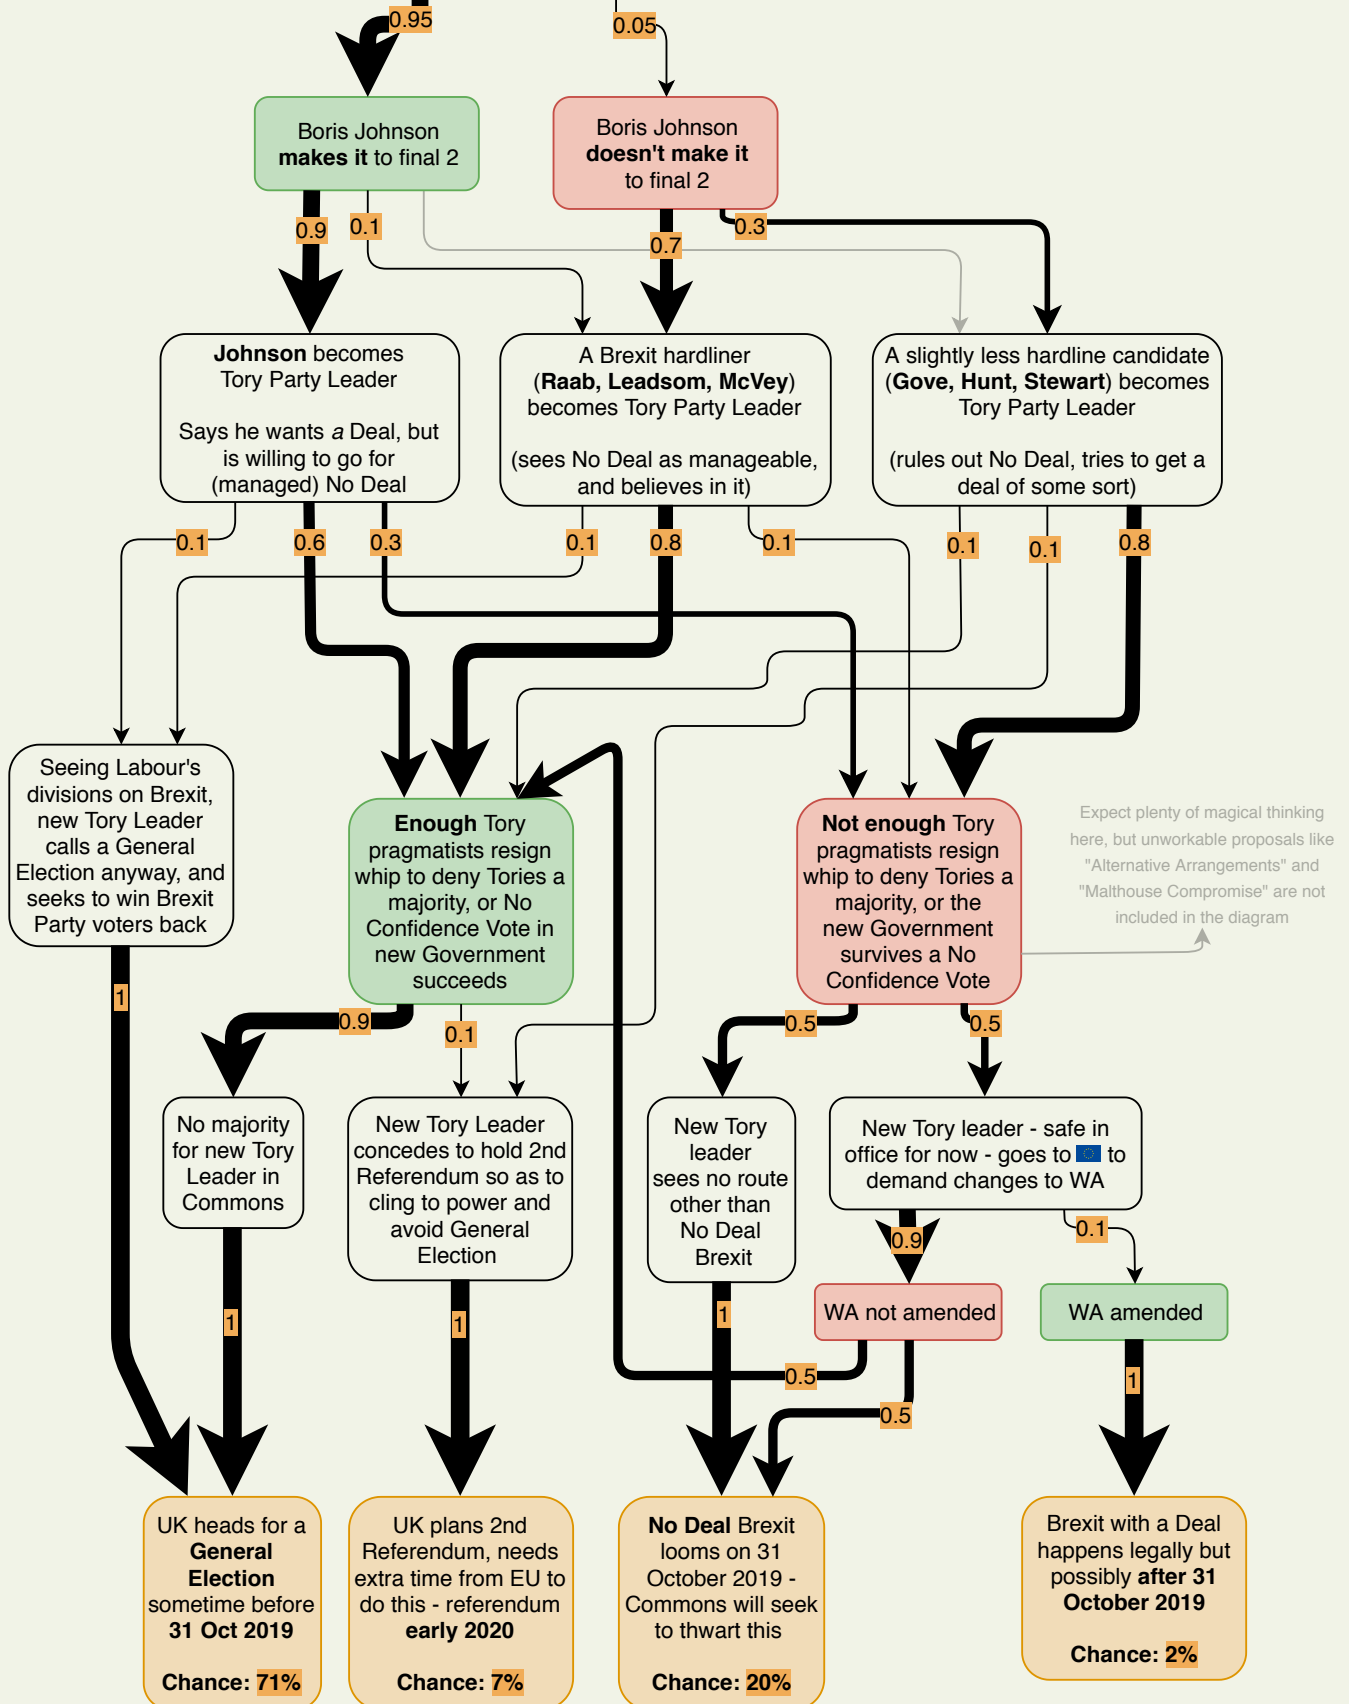 0.95
0.05
Boris Johnson
makes it to final 2
Boris Johnson
doesn't make it
to final 2
0.9
0.1
0.7
0.3
Johnson becomes
Tory Party Leader
Says he wants a Deal, but
is willing to go for
(managed) No Deal
A Brexit hardliner
(Raab, Leadsom, McVey)
becomes Tory Party Leader
(sees No Deal as manageable,
and believes in it)
A slightly less hardline candidate
(Gove, Hunt, Stewart) becomes
Tory Party Leader
(rules out No Deal, tries to get a
deal of some sort)
0.1
0.6
0.3
0.1
0.8
0.1
0.1
0.1
0.8
Seeing Labour's
divisions on Brexit,
new Tory Leader
calls a General
Election anyway, and
seeks to win Brexit
Party voters back
Enough Tory
pragmatists resign
whip to deny Tories a
majority, or No
Confidence Vote in
new Government
succeeds
Not enough Tory
pragmatists resign
whip to deny Tories a
majority, or the
new Government
survives a No
Confidence Vote
Expect plenty of magical thinking
here, but unworkable proposals like
"Alternative Arrangements" and
"Malthouse Compromise" are not
included in the diagram
1
0.9
0.1
0.5
0.5
No majority
for new Tory
Leader in
Commons
New Tory Leader
concedes to hold 2nd
Referendum so as to
cling to power and
avoid General
Election
New Tory
leader
sees no route
other than
No Deal
Brexit
New Tory leader - safe in
office for now - goes to to
demand changes to WA
0.9
0.1
WA not amended
WA amended
1
1
1
0.5
0.5
1
UK heads for a
General
Election
sometime before
31 Oct 2019
Chance: 71%
UK plans 2nd
Referendum, needs
extra time from EU to
do this - referendum
early 2020
Chance: 7%
No Deal Brexit
looms on 31
October 2019 -
Commons will seek
to thwart this
Chance: 20%
Brexit with a Deal
happens legally but
possibly after 31
October 2019
Chance: 2%